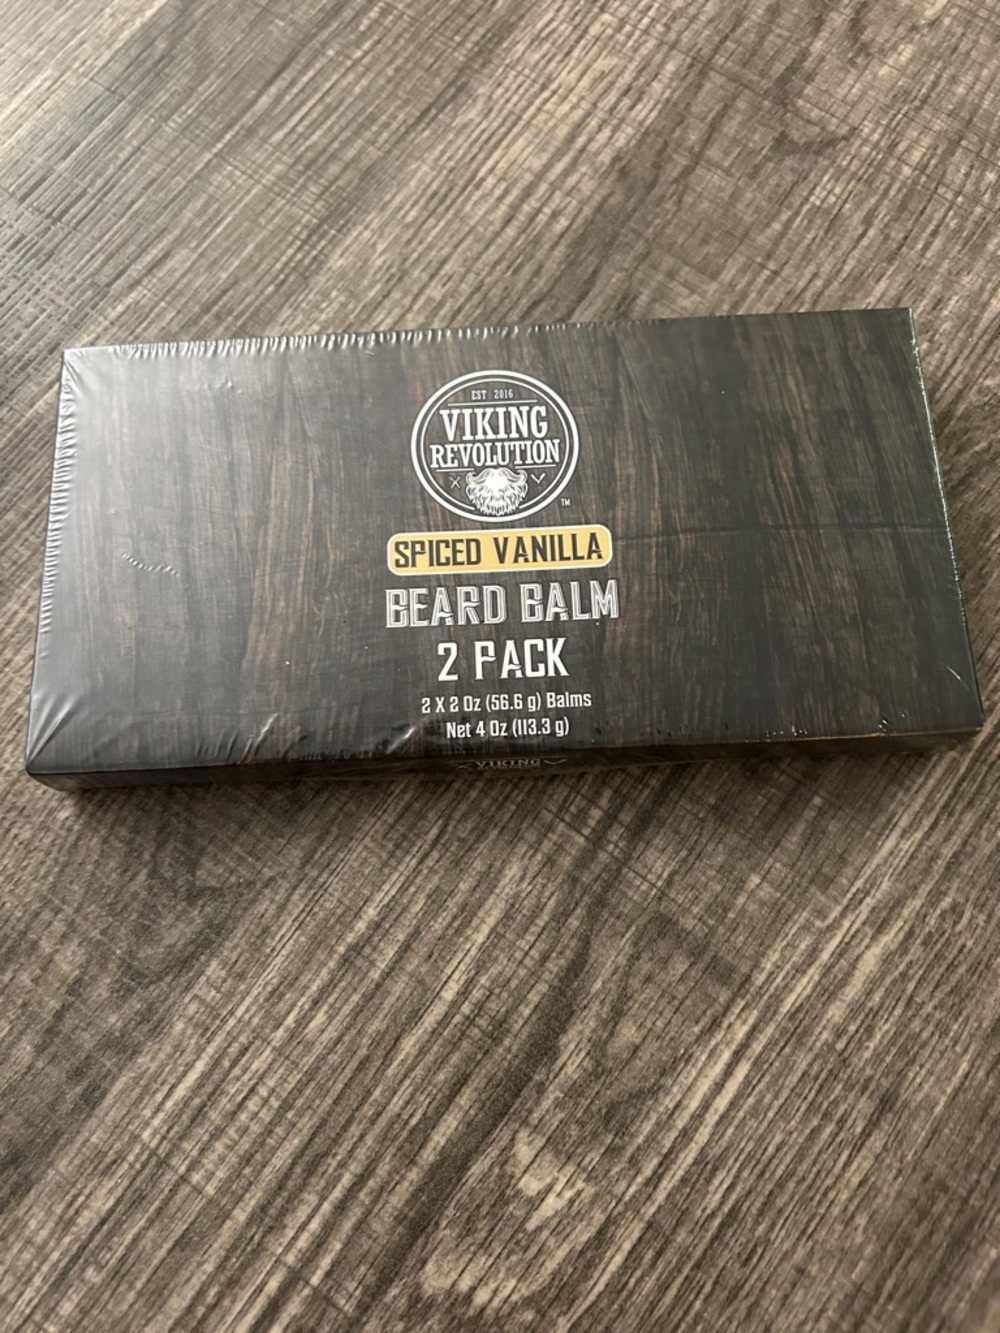 EST 2016
VIKING
REVOLUTION
TM
SPICED VANILLA
BEARD BALM
2 PACK
2 X 2 Oz (56.6 g) Balms
Net 4 Oz (113.3 g)
VIKING